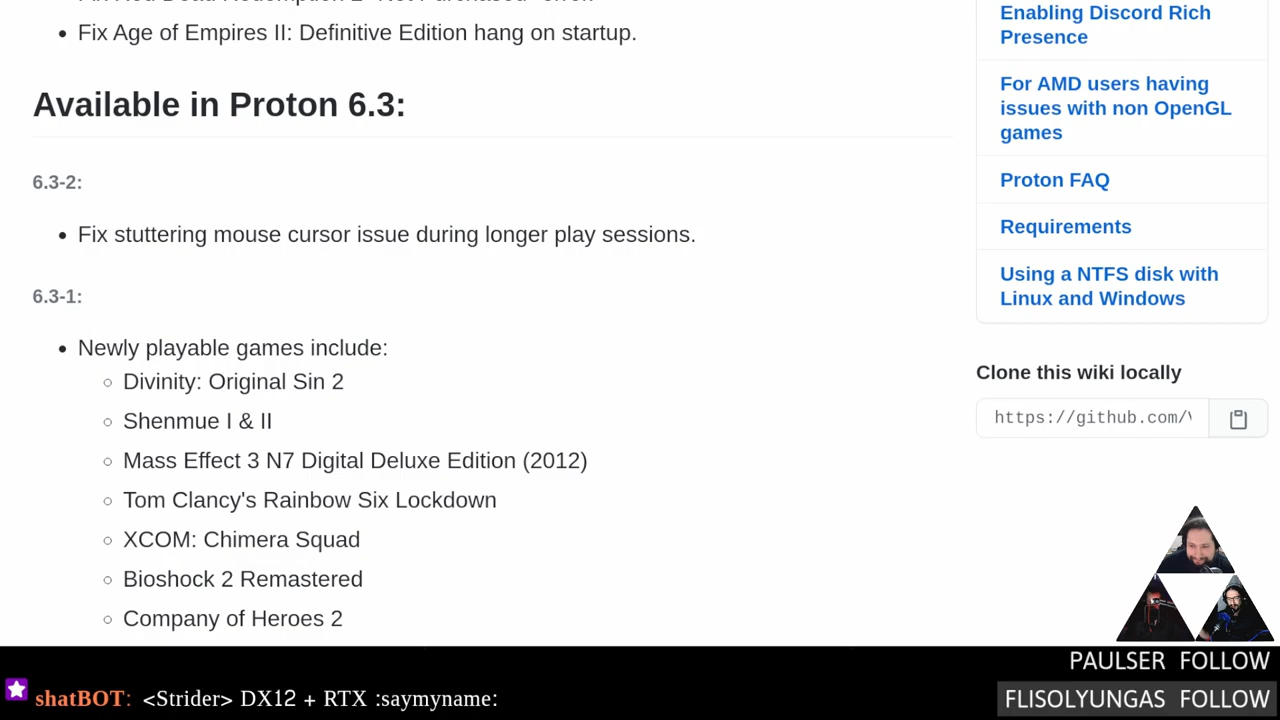 Fix Age of Empires II: Definitive Edition hang on startup.
Available in Proton 6.3:
6.3-2:
Fix stuttering mouse cursor issue during longer play sessions.
6.3-1:
Newly playable games include:
Divinity: Original Sin 2
Shenmue I & II
Mass Effect 3 N7 Digital Deluxe Edition (2012)
Tom Clancy's Rainbow Six Lockdown
XCOM: Chimera Squad
Bioshock 2 Remastered
Company of Heroes 2
Enabling Discord Rich
Presence
For AMD users having
issues with non OpenGL
games
Proton FAQ
Requirements
Using a NTFS disk with
Linux and Windows
Clone this wiki locally
https://github.com/
PAULSER FOLLOW
shatBOT: <Strider> DX12 + RTX :saymyname:
FLISOLYUNGAS FOLLOW